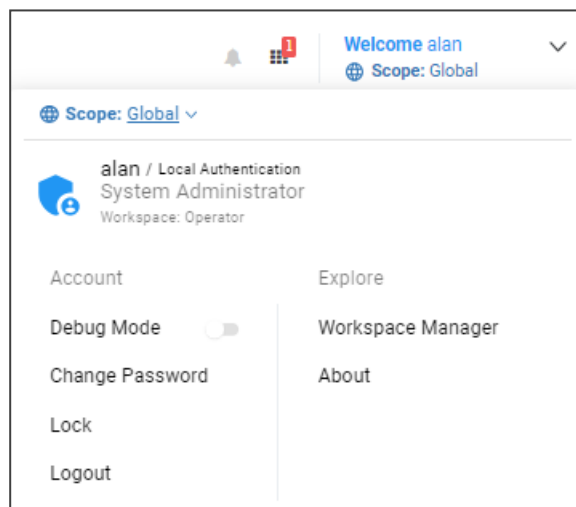 1
Welcome alan
Scope: Global
Scope: Global
alan / Local Authentication
System Administrator
Workspace: Operator
Account
Explore
Debug Mode
Workspace Manager
Change Password
About
Lock
Logout